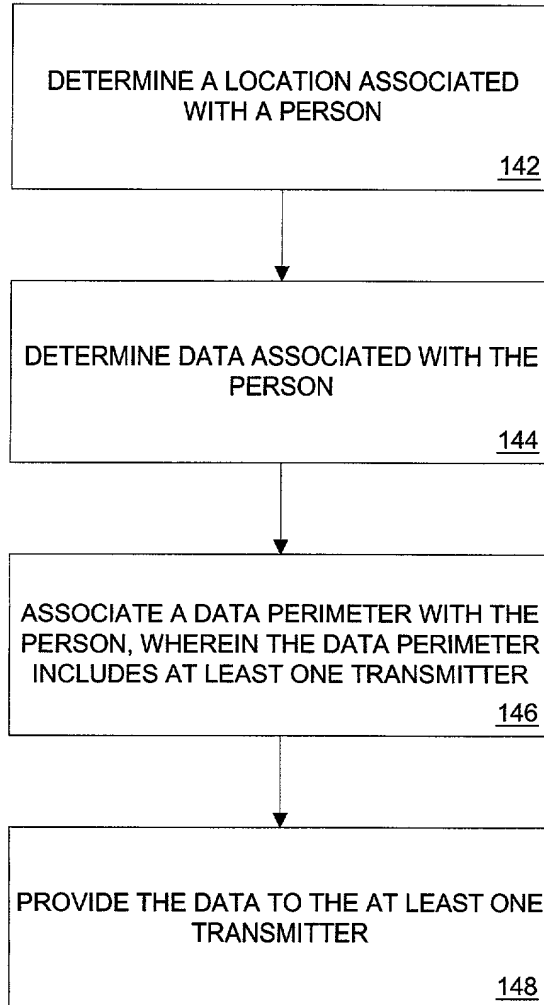 DETERMINE A LOCATION ASSOCIATED
WITH A PERSON
142
DETERMINE DATA ASSOCIATED WITH THE
PERSON
144
ASSOCIATE A DATA PERIMETER WITH THE
PERSON, WHEREIN THE DATA PERIMETER
INCLUDES AT LEAST ONE TRANSMITTER
146
PROVIDE THE DATA TO THE AT LEAST ONE
TRANSMITTER
148